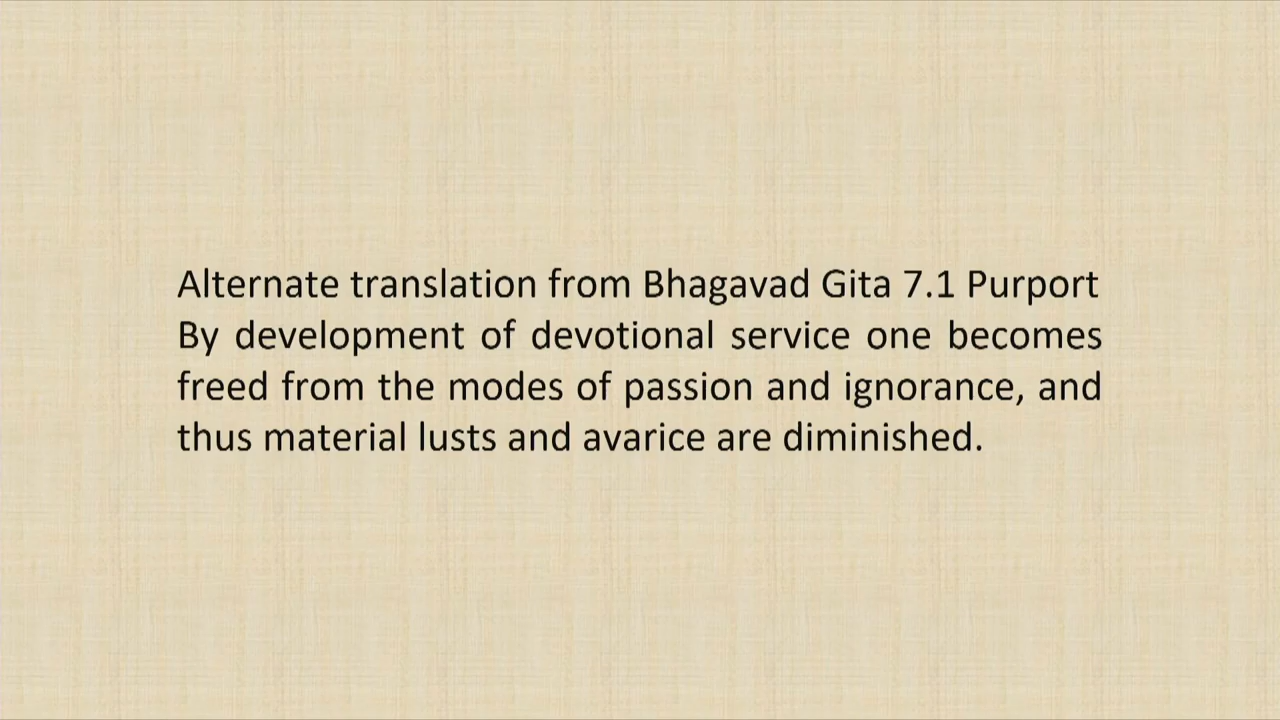 Alternate translation from Bhagavad Gita 7.1 Purport
By development of devotional service one becomes
freed from the modes of passion and ignorance, and
thus material lusts and avarice are diminished.